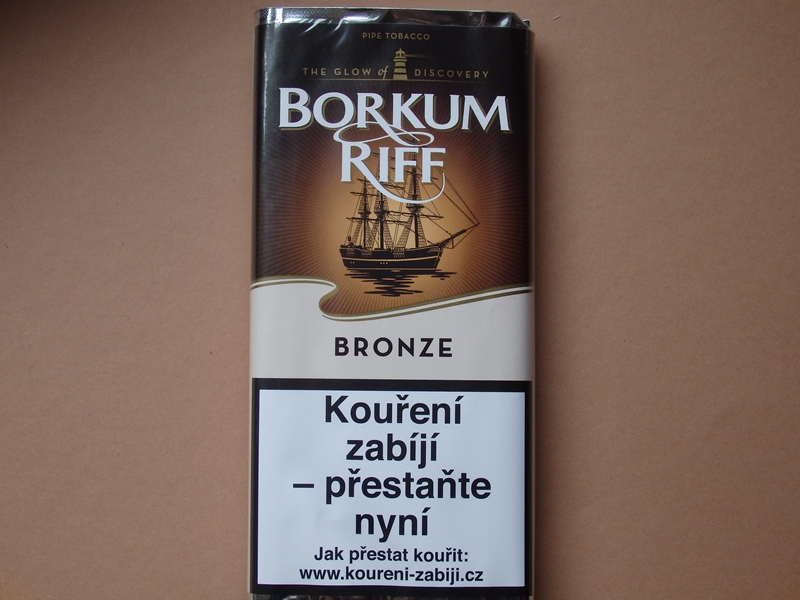 PIPE TOBACCO
THE GLOW of DISCOVERY
BORKUM
RIFF
BRONZE
Kouření
zabíjí
– přestaňte
nyní
Jak přestat kouřit:
www.koureni-zabiji.cz